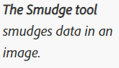 The Smudge tool
smudges data in an
image.